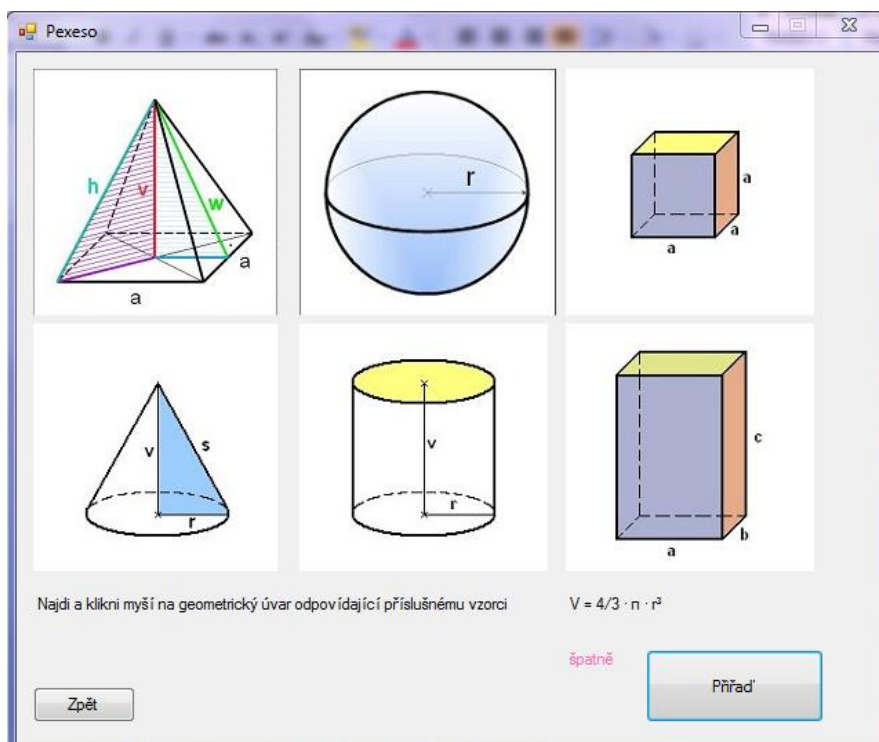 Pexeso
h
v
w
a
a
r
a
a
a
v
s
r
v
r
c
b
a
Najdi a klikni myší na geometrický úvar odpovídající příslušnému vzorci
V = 4/3 · π · r³
špatně
Přiřaď
Zpět